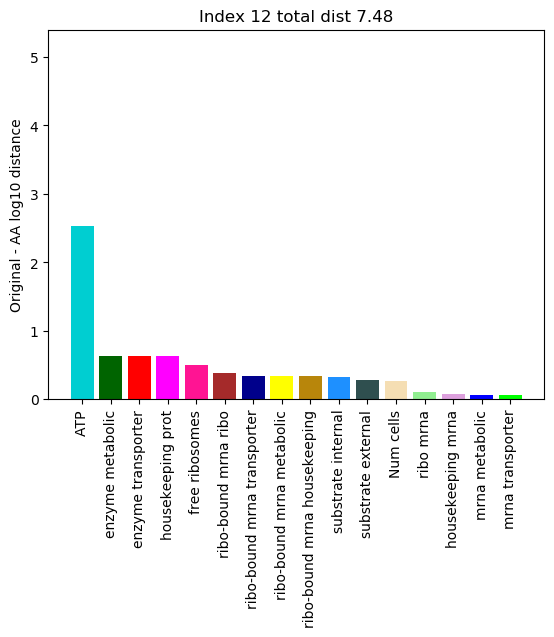 Index 12 total dist 7.48
Original - AA log10 distance
5
4
3
2
1
0
ATP
enzyme metabolic
enzyme transporter
housekeeping prot
free ribosomes
ribo-bound mrna ribo
ribo-bound mrna transporter
ribo-bound mrna metabolic
ribo-bound mrna housekeeping
substrate internal
substrate external
Num cells
ribo mrna
housekeeping mrna
mrna metabolic
mrna transporter